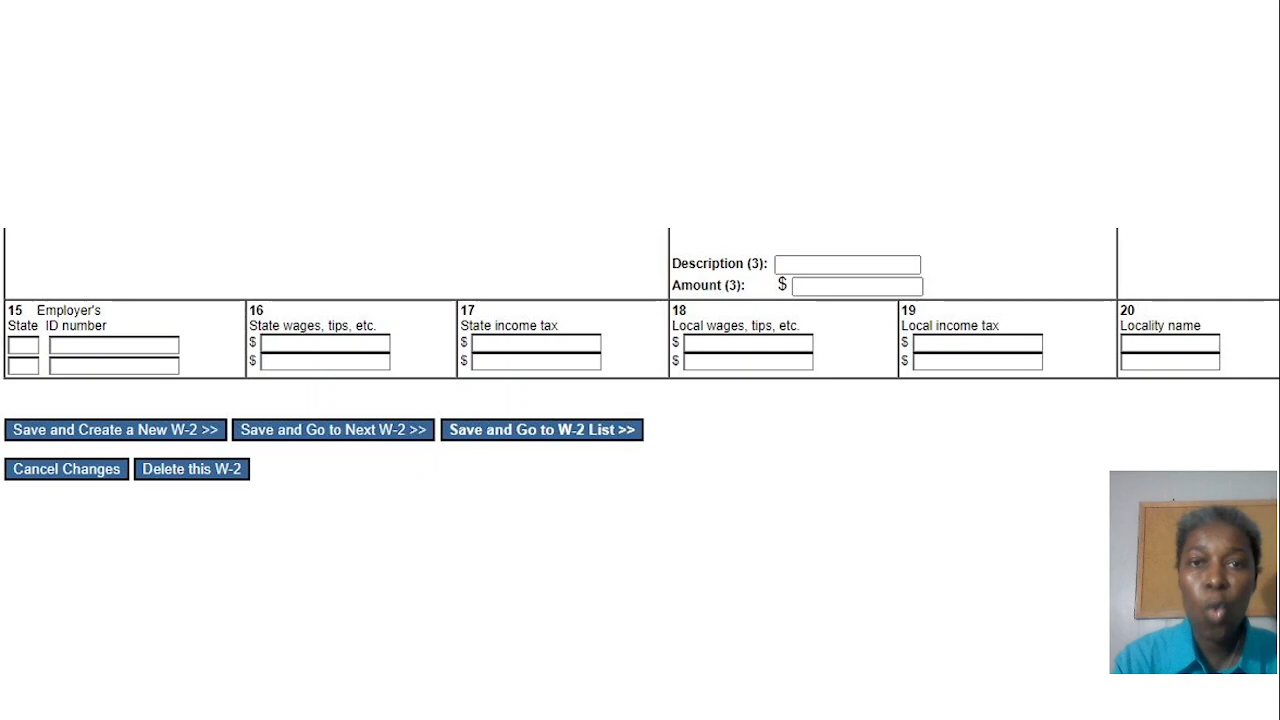 Description (3):
Amount (3): $
15 Employer's
State ID number
16
State wages, tips, etc.
$
$
17
State income tax
$
$
18
Local wages, tips, etc.
$
$
19
Local income tax
$
$
20
Locality name
Save and Create a New W-2 >> Save and Go to Next W-2 >> Save and Go to W-2 List >>
Cancel Changes Delete this W-2